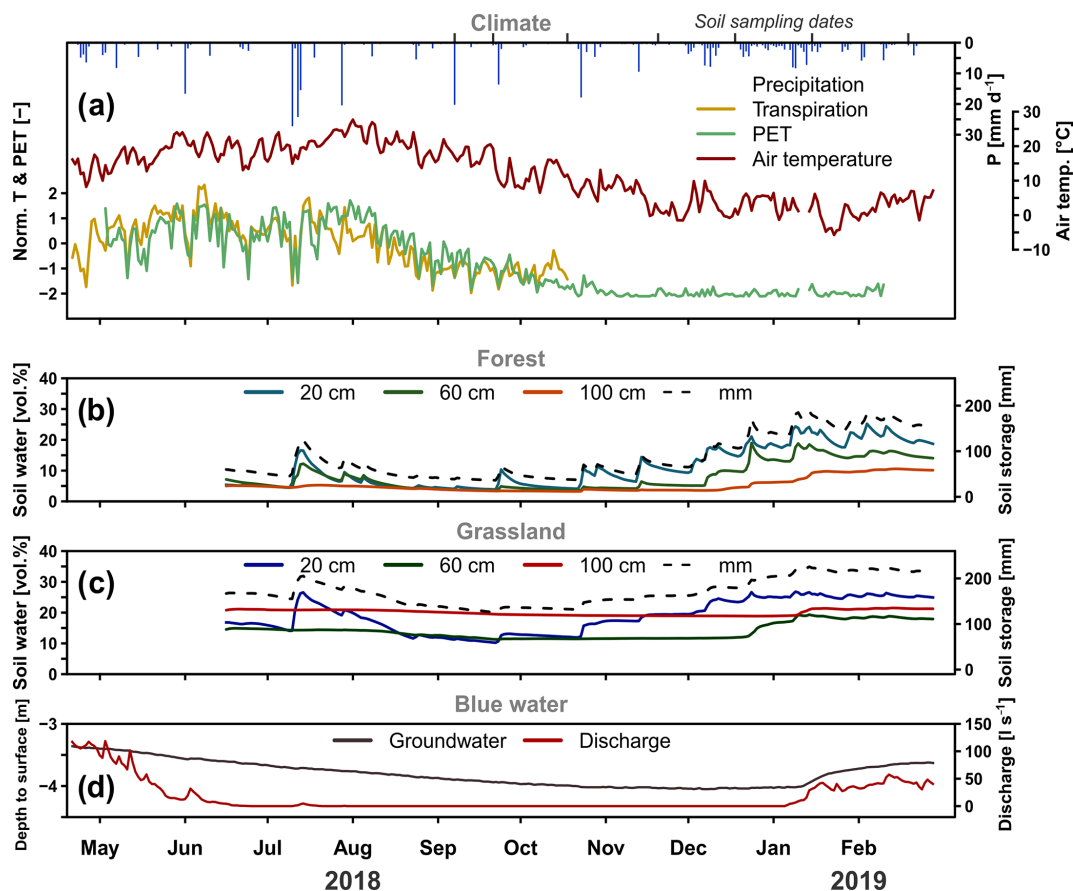 Climate
Soil sampling dates
(a)
Norm. T & PET [−]
2
1
0
−1
−2
Precipitation
Transpiration
PET
Air temperature
0
10
20
30
P [mm d⁻¹]
30
20
10
0
−10
Air temp. [°C]
Forest
(b)
Soil water [vol.%]
40
30
20
10
0
20 cm
60 cm
100 cm
mm
200
100
0
Soil storage [mm]
Grassland
(c)
Soil water [vol.%]
40
30
20
10
0
20 cm
60 cm
100 cm
mm
200
100
0
Soil storage [mm]
Blue water
(d)
Depth to surface [m]
−3
−4
Groundwater
Discharge
150
100
50
0
Discharge [l s⁻¹]
May Jun Jul Aug Sep Oct Nov Dec Jan Feb
2018 2019